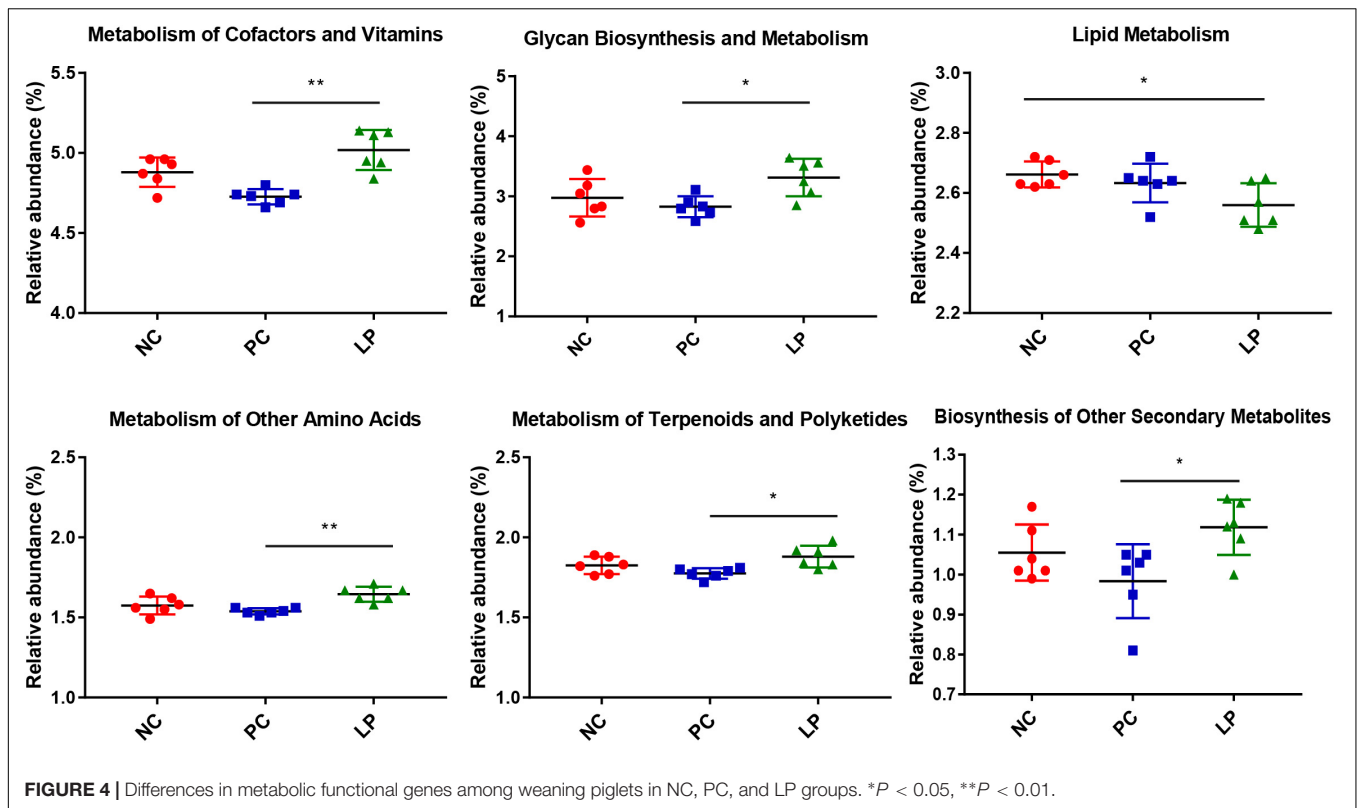 Metabolism of Cofactors and Vitamins
Relative abundance (%)
5.5
5.0
4.5
4.0
**
NC
PC
LP
Glycan Biosynthesis and Metabolism
Relative abundance (%)
5
4
3
2
1
*
NC
PC
LP
Lipid Metabolism
Relative abundance (%)
3.0
2.8
2.6
2.4
2.2
*
NC
PC
LP
Metabolism of Other Amino Acids
Relative abundance (%)
2.5
2.0
1.5
1.0
**
NC
PC
LP
Metabolism of Terpenoids and Polyketides
Relative abundance (%)
2.5
2.0
1.5
1.0
*
NC
PC
LP
Biosynthesis of Other Secondary Metabolites
Relative abundance (%)
1.3
1.2
1.1
1.0
0.9
0.8
0.7
*
NC
PC
LP
FIGURE 4 | Differences in metabolic functional genes among weaning piglets in NC, PC, and LP groups. *P < 0.05, **P < 0.01.